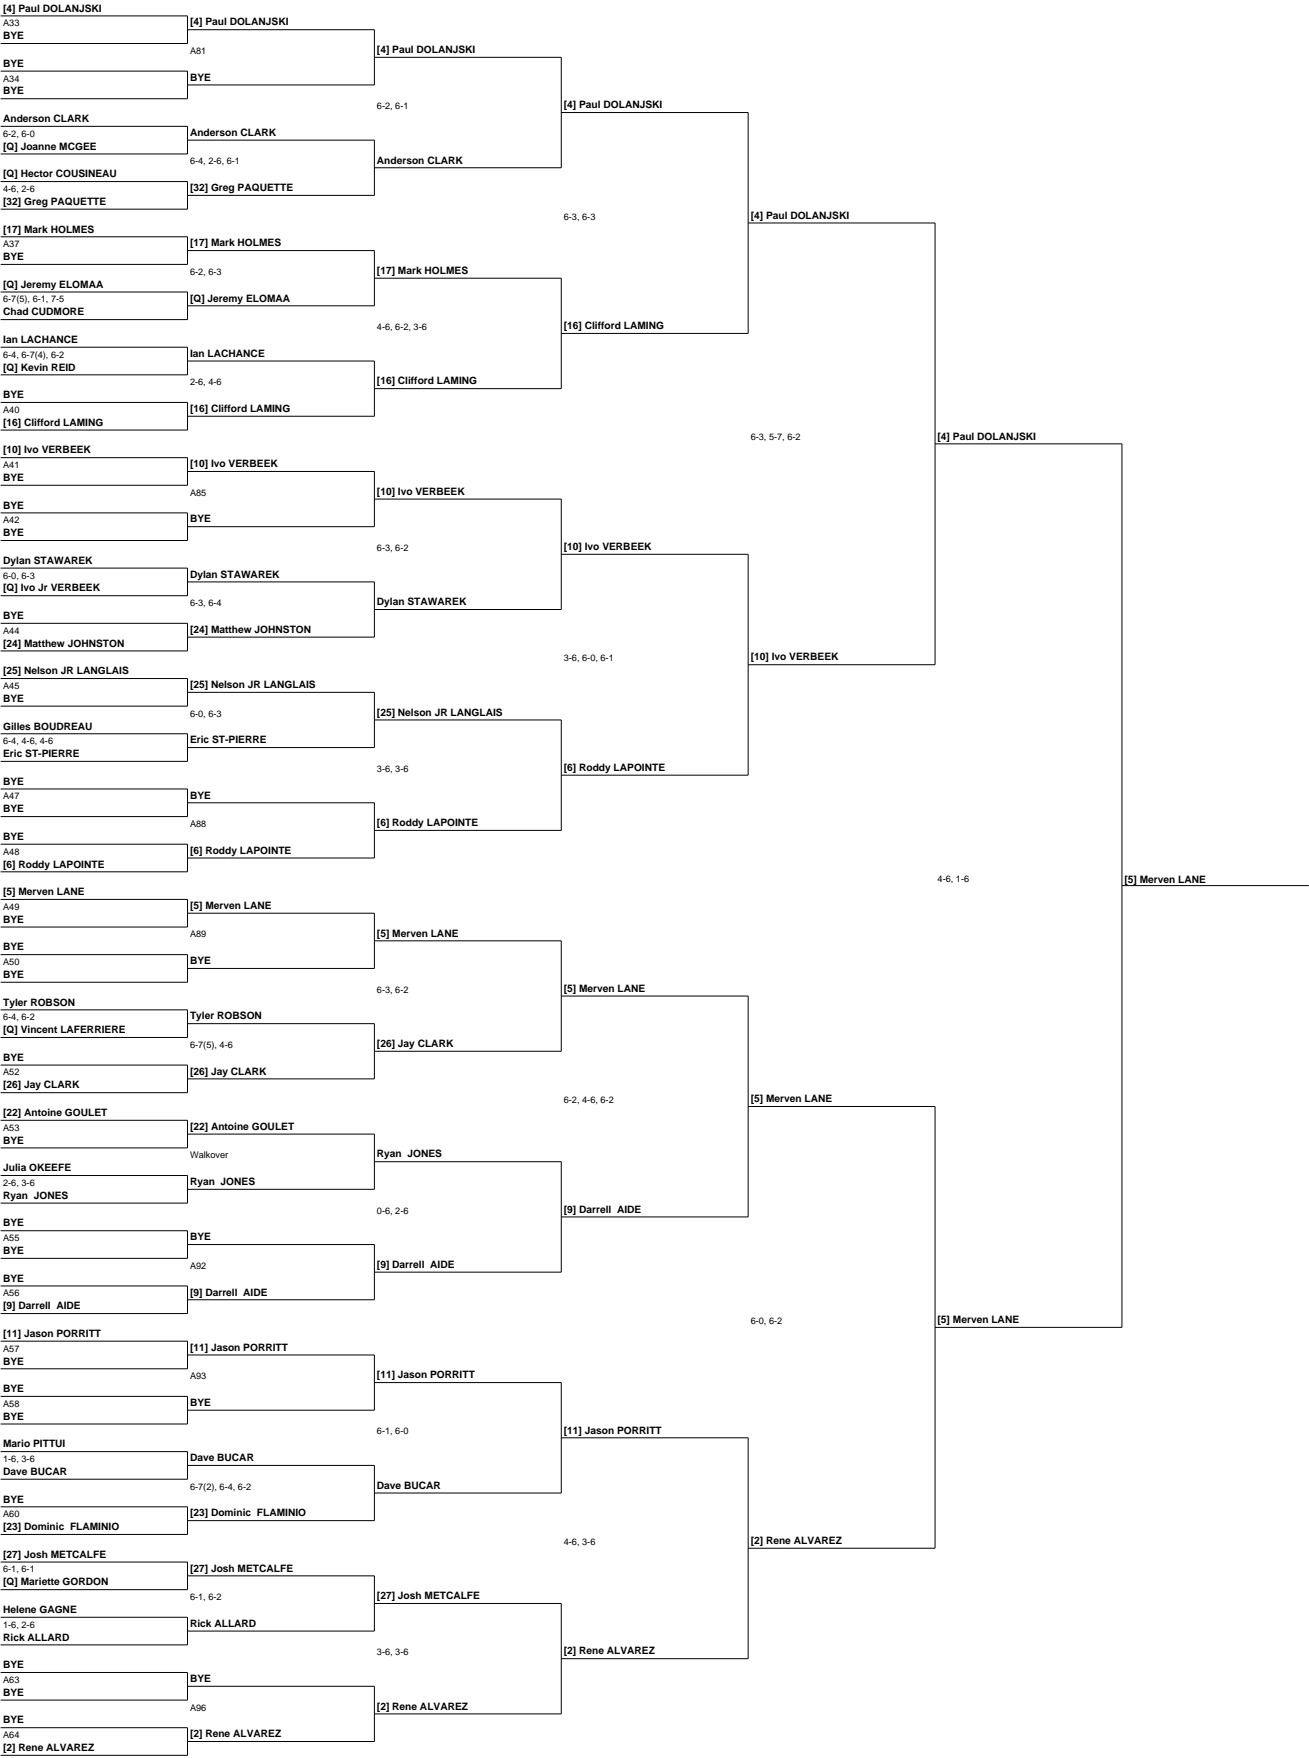 [4] Paul DOLANJSKI
A33
BYE
BYE
A34
BYE
Anderson CLARK
6-2, 6-0
[Q] Joanne MCGEE
[Q] Hector COUSINEAU
4-6, 2-6
[32] Greg PAQUETTE
[17] Mark HOLMES
A37
BYE
[Q] Jeremy ELOMAA
6-7(5), 6-1, 7-5
Chad CUDMORE
Ian LACHANCE
6-4, 6-7(4), 6-2
[Q] Kevin REID
BYE
A40
[16] Clifford LAMING
[10] Ivo VERBEEK
A41
BYE
BYE
A42
BYE
Dylan STAWAREK
6-0, 6-3
[Q] Ivo Jr VERBEEK
BYE
A44
[24] Matthew JOHNSTON
[25] Nelson JR LANGLAIS
A45
BYE
Gilles BOUDREAU
6-4, 4-6, 4-6
Eric ST-PIERRE
BYE
A47
BYE
BYE
A48
[6] Roddy LAPOINTE
[5] Merven LANE
A49
BYE
BYE
A50
BYE
Tyler ROBSON
6-4, 6-2
[Q] Vincent LAFERRIERE
BYE
A52
[26] Jay CLARK
[22] Antoine GOULET
A53
BYE
Julia OKEEFE
2-6, 3-6
Ryan  JONES
BYE
A55
BYE
BYE
A56
[9] Darrell  AIDE
[11] Jason PORRITT
A57
BYE
BYE
A58
BYE
Mario PITTUI
1-6, 3-6
Dave BUCAR
BYE
A60
[23] Dominic  FLAMINIO
[27] Josh METCALFE
6-1, 6-1
[Q] Mariette GORDON
Helene GAGNE
1-6, 2-6
Rick ALLARD
BYE
A63
BYE
BYE
A64
[2] Rene ALVAREZ
[4] Paul DOLANJSKI
A81
BYE
Anderson CLARK
6-4, 2-6, 6-1
[32] Greg PAQUETTE
[17] Mark HOLMES
6-2, 6-3
[Q] Jeremy ELOMAA
Ian LACHANCE
2-6, 4-6
[16] Clifford LAMING
[10] Ivo VERBEEK
A85
BYE
Dylan STAWAREK
6-3, 6-4
[24] Matthew JOHNSTON
[25] Nelson JR LANGLAIS
6-0, 6-3
Eric ST-PIERRE
BYE
A88
[6] Roddy LAPOINTE
[5] Merven LANE
A89
BYE
Tyler ROBSON
6-7(5), 4-6
[26] Jay CLARK
[22] Antoine GOULET
Walkover
Ryan  JONES
BYE
A92
[9] Darrell  AIDE
[11] Jason PORRITT
A93
BYE
Dave BUCAR
6-7(2), 6-4, 6-2
[23] Dominic  FLAMINIO
[27] Josh METCALFE
6-1, 6-2
Rick ALLARD
BYE
A96
[2] Rene ALVAREZ
[4] Paul DOLANJSKI
6-2, 6-1
Anderson CLARK
[17] Mark HOLMES
4-6, 6-2, 3-6
[16] Clifford LAMING
[10] Ivo VERBEEK
6-3, 6-2
Dylan STAWAREK
[25] Nelson JR LANGLAIS
3-6, 3-6
[6] Roddy LAPOINTE
[5] Merven LANE
6-3, 6-2
[26] Jay CLARK
Ryan  JONES
0-6, 2-6
[9] Darrell  AIDE
[11] Jason PORRITT
6-1, 6-0
Dave BUCAR
[27] Josh METCALFE
3-6, 3-6
[2] Rene ALVAREZ
[4] Paul DOLANJSKI
6-3, 6-3
[16] Clifford LAMING
[10] Ivo VERBEEK
3-6, 6-0, 6-1
[6] Roddy LAPOINTE
[5] Merven LANE
6-2, 4-6, 6-2
[9] Darrell  AIDE
[11] Jason PORRITT
4-6, 3-6
[2] Rene ALVAREZ
[4] Paul DOLANJSKI
6-3, 5-7, 6-2
[10] Ivo VERBEEK
[5] Merven LANE
6-0, 6-2
[2] Rene ALVAREZ
[4] Paul DOLANJSKI
4-6, 1-6
[5] Merven LANE
[5] Merven LANE